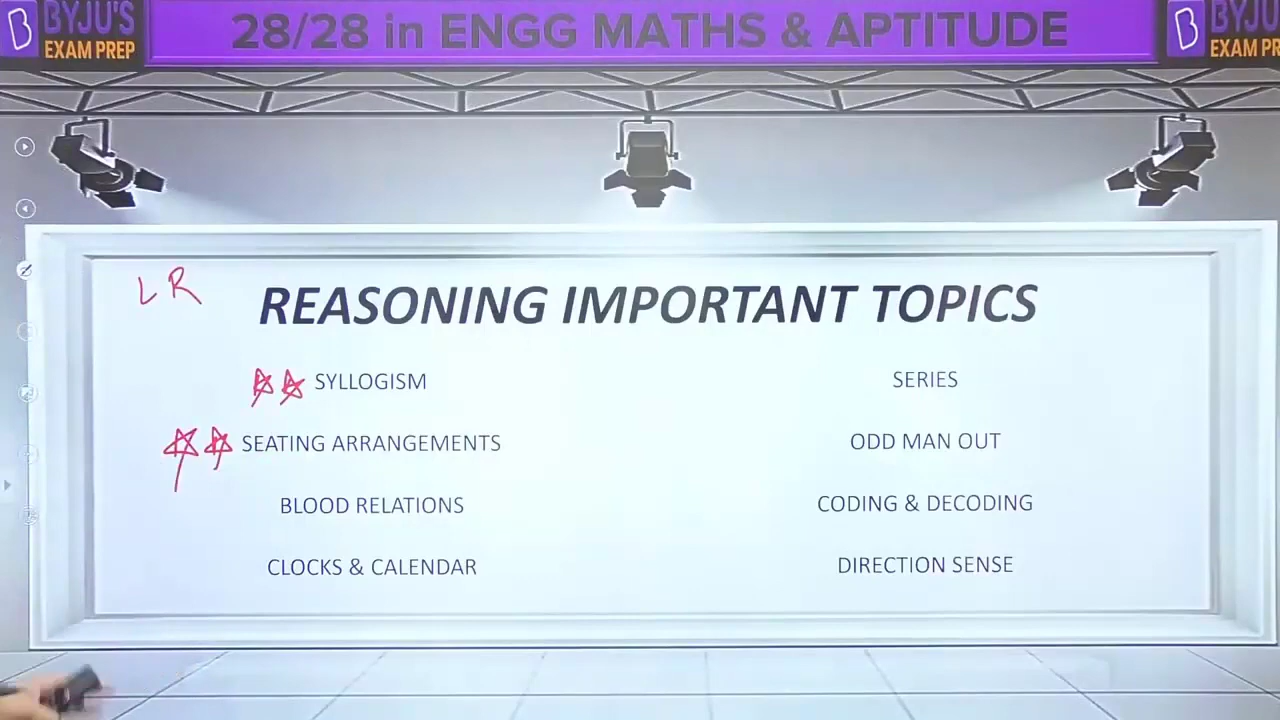 BYJU'S
EXAM PREP
28/28 in ENGG MATHS & APTITUDE
BYJU
EXAM PR
LR
REASONING IMPORTANT TOPICS
SYLLOGISM
SEATING ARRANGEMENTS
BLOOD RELATIONS
CLOCKS & CALENDAR
SERIES
ODD MAN OUT
CODING & DECODING
DIRECTION SENSE